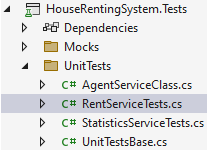 HouseRentingSystem.Tests
Dependencies
Mocks
UnitTests
C# AgentServiceClass.cs
C# RentServiceTests.cs
C# StatisticsServiceTests.cs
C# UnitTestsBase.cs